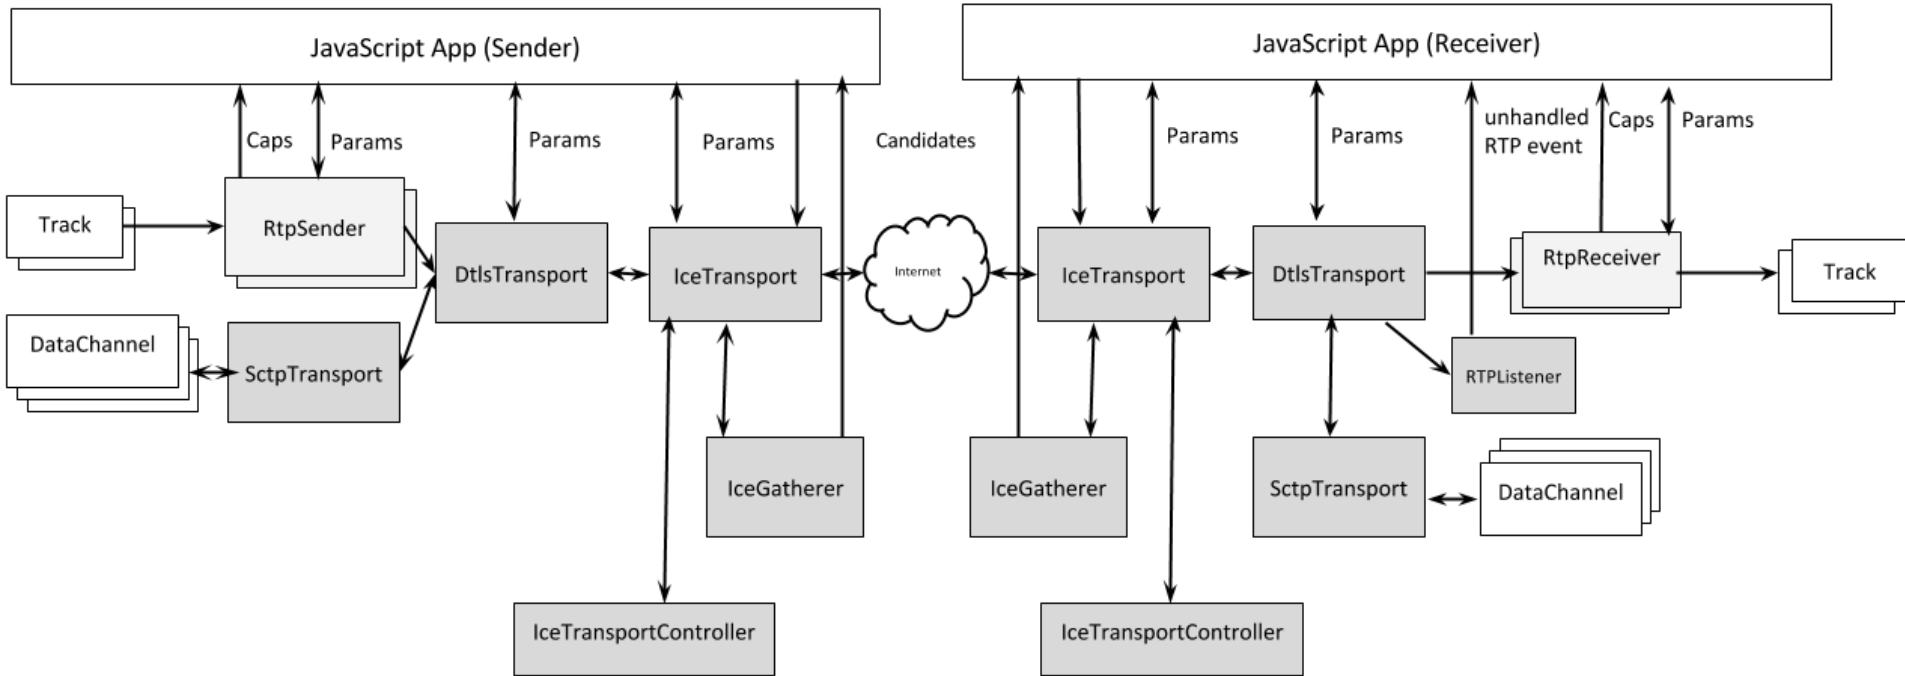 JavaScript App (Sender)
JavaScript App (Receiver)
Caps
Params
Params
Params
Candidates
Params
Params
unhandled
RTP event
Caps
Params
Track
RtpSender
DtlsTransport
IceTransport
Internet
IceTransport
DtlsTransport
RtpReceiver
Track
DataChannel
SctpTransport
RTPListener
IceGatherer
IceGatherer
SctpTransport
DataChannel
IceTransportController
IceTransportController